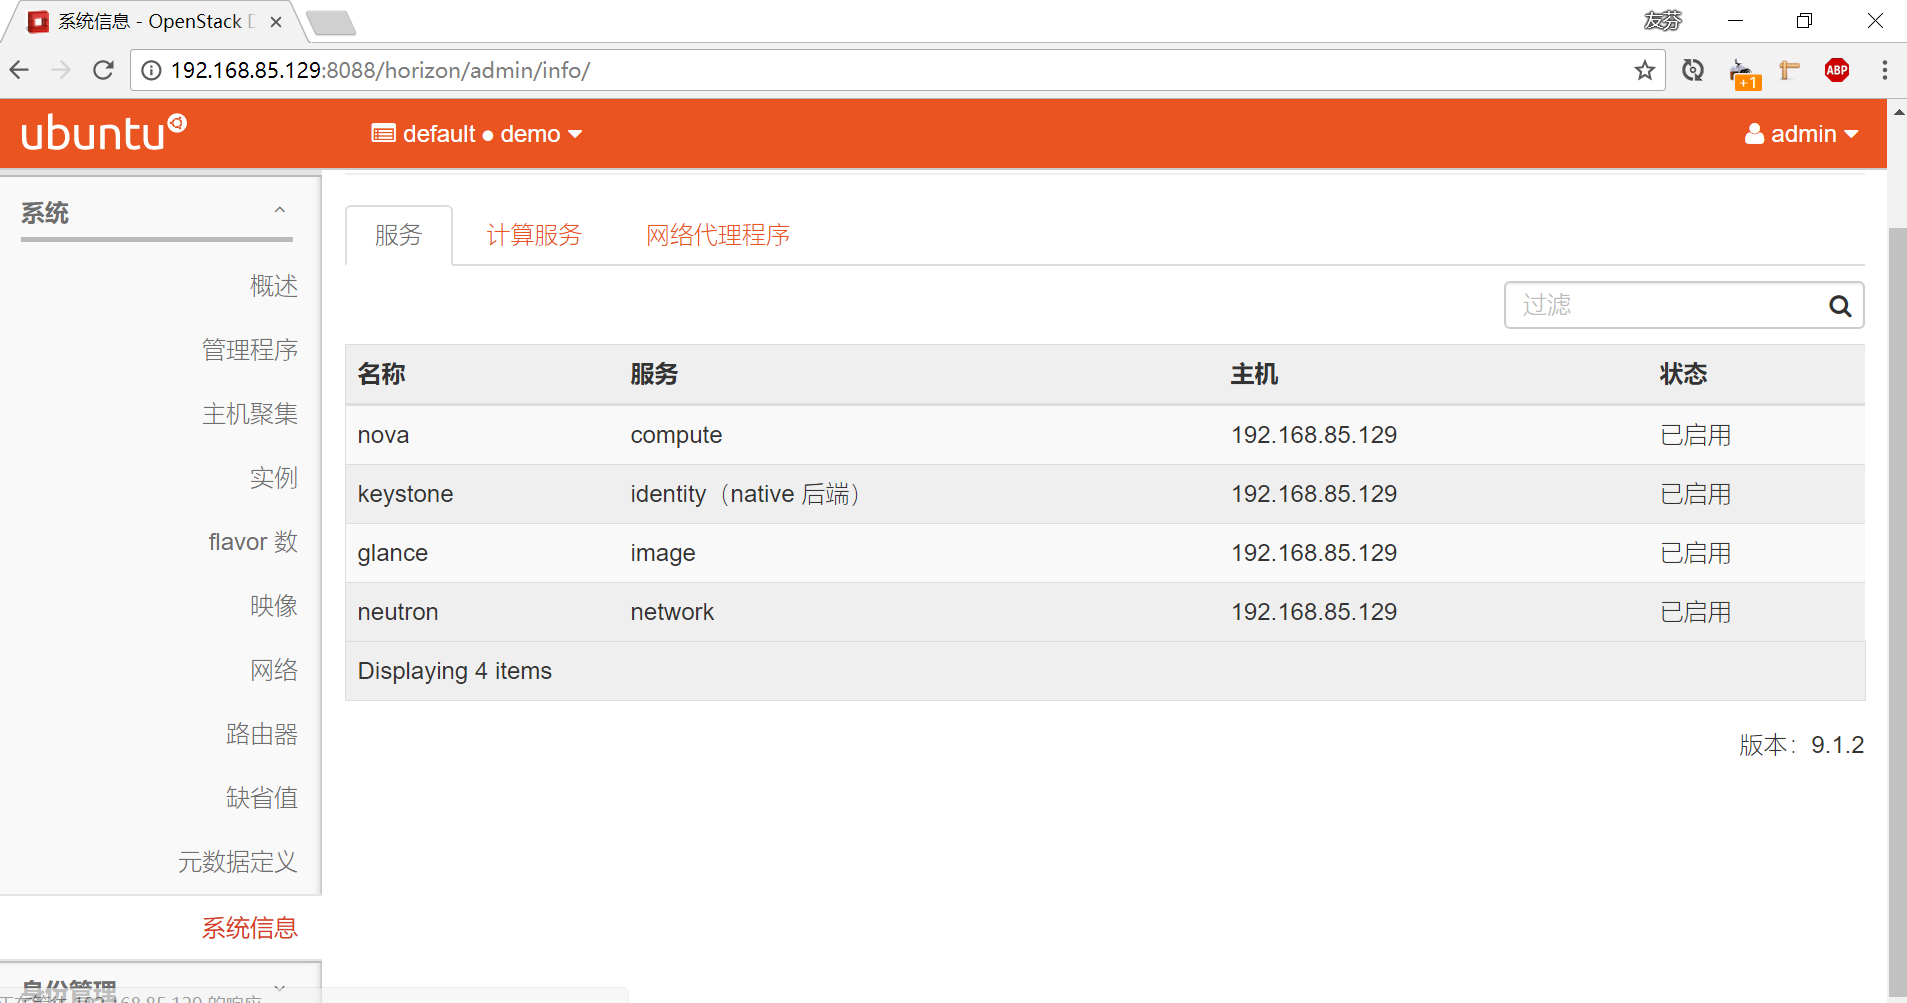 系统信息 - OpenStack D
友芬
192.168.85.129:8088/horizon/admin/info/
+1
ABP
ubuntu
default ● demo
admin
系统
概述
管理程序
主机聚集
实例
flavor 数
映像
网络
路由器
缺省值
元数据定义
系统信息
身份管理
服务 计算服务 网络代理程序
过滤
名称 服务 主机 状态
nova compute 192.168.85.129 已启用
keystone identity（native 后端） 192.168.85.129 已启用
glance image 192.168.85.129 已启用
neutron network 192.168.85.129 已启用
Displaying 4 items
版本：9.1.2
正在等待 192.168.85.129 的响应